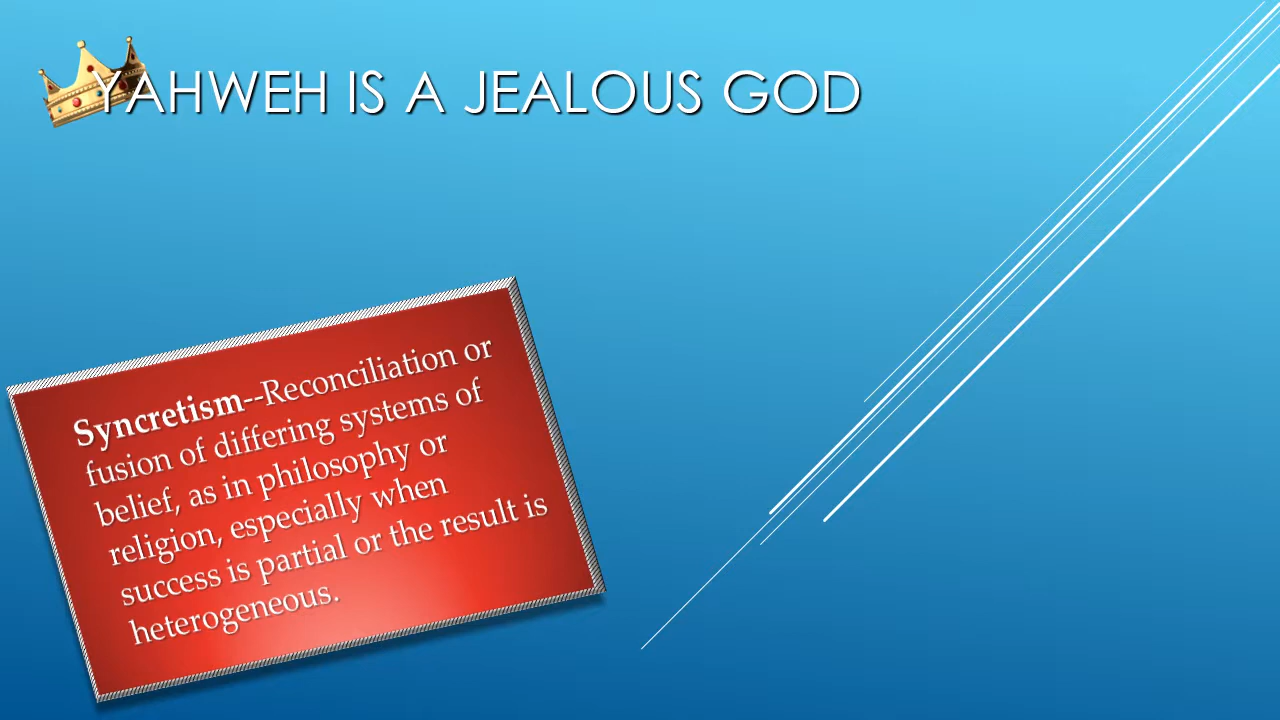 YAHWEH IS A JEALOUS GOD
Syncretism--Reconciliation or
fusion of differing systems of
belief, as in philosophy or
religion, especially when
success is partial or the result is
heterogeneous.